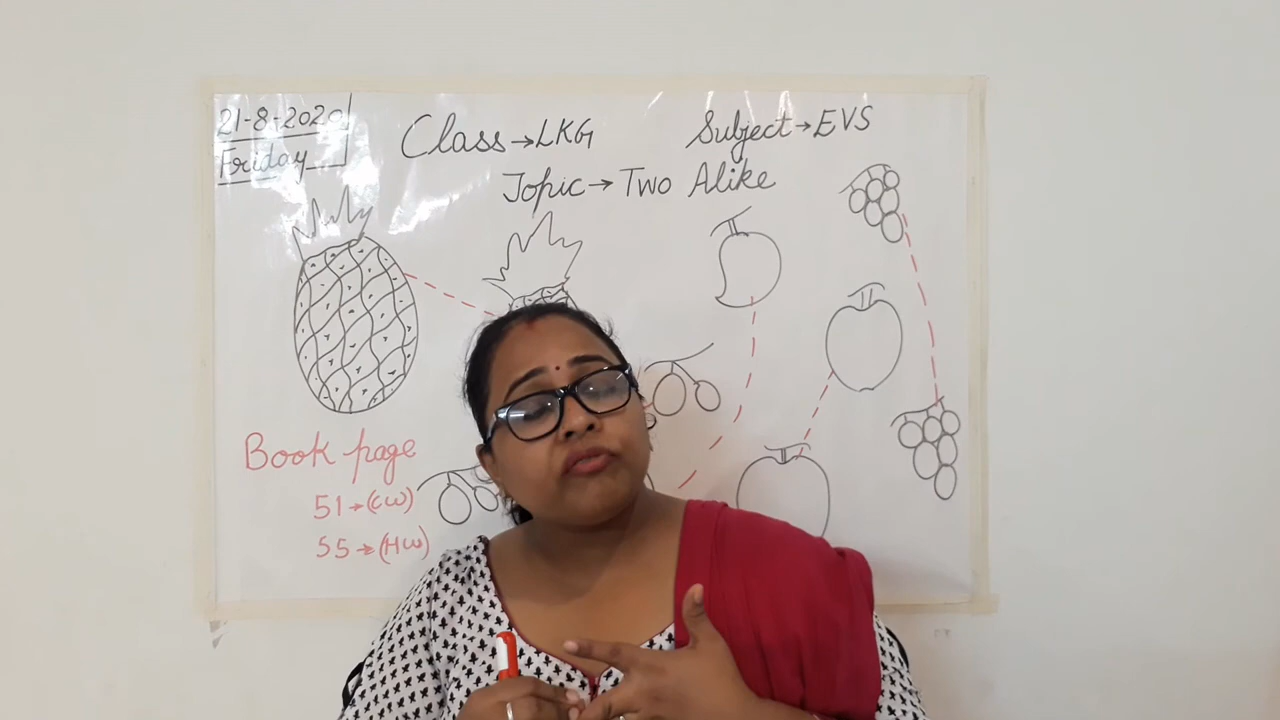 21-8-2020
Friday
Class→LKG
Subject→EVS
Topic→Two Alike
Book page
51→(CW)
55→(HW)